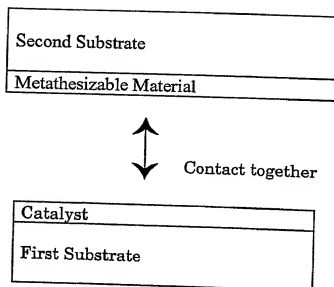 Second Substrate
Metathesizable Material
Contact together
Catalyst
First Substrate